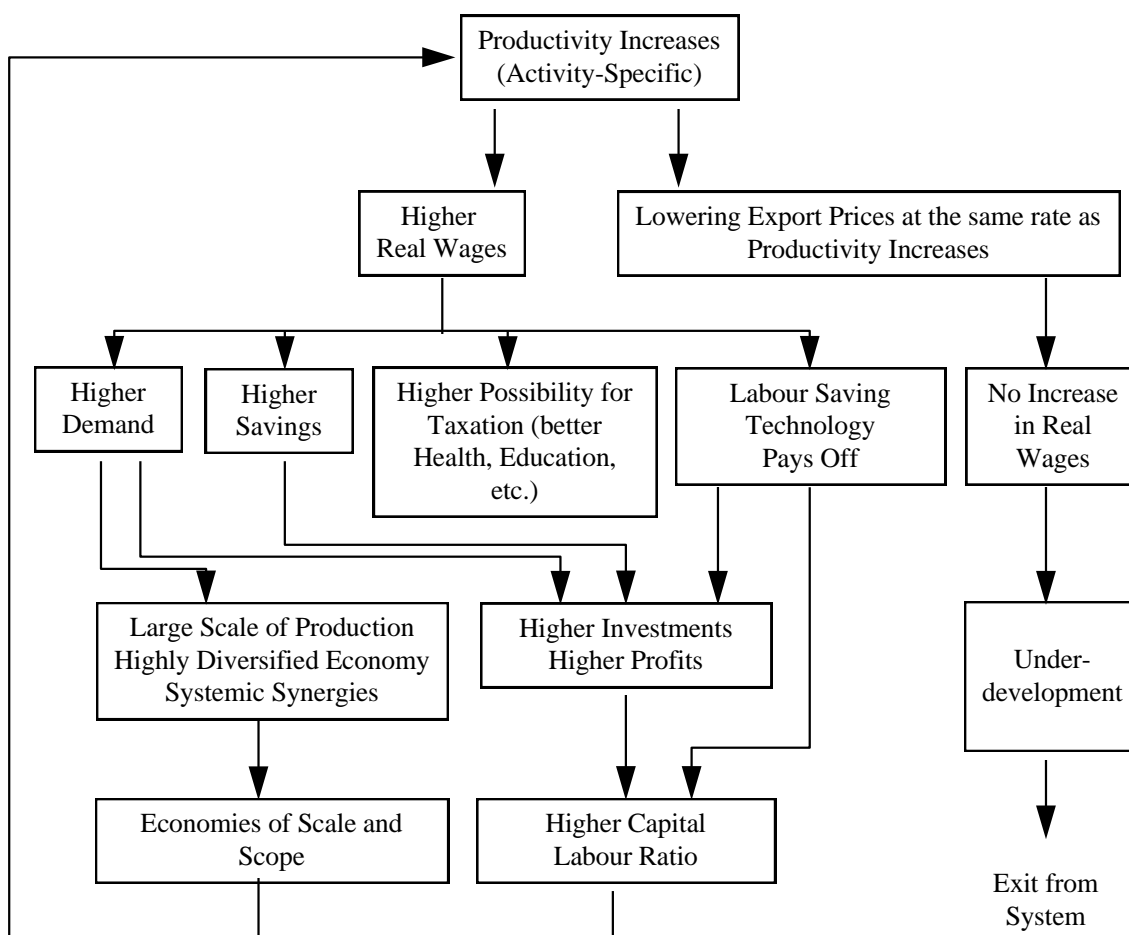 Productivity Increases
(Activity-Specific)
Higher
Real Wages
Lowering Export Prices at the same rate as
Productivity Increases
Higher
Demand
Higher
Savings
Higher Possibility for
Taxation (better
Health, Education,
etc.)
Labour Saving
Technology
Pays Off
No Increase
in Real
Wages
Large Scale of Production
Highly Diversified Economy
Systemic Synergies
Higher Investments
Higher Profits
Under-
development
Economies of Scale and
Scope
Higher Capital
Labour Ratio
Exit from
System